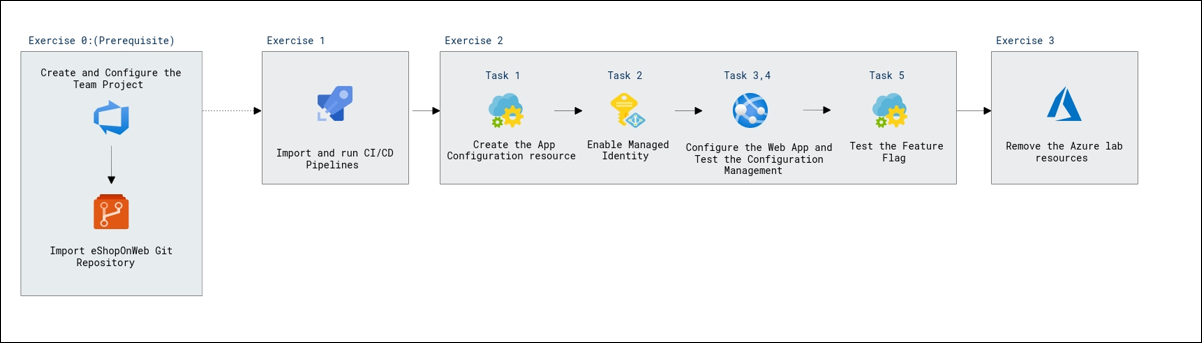 Exercise 0:(Prerequisite)
Create and Configure the
Team Project
Import eShopOnWeb Git
Repository
Exercise 1
Import and run CI/CD
Pipelines
Exercise 2
Task 1
Create the App
Configuration resource
Task 2
Enable Managed
Identity
Task 3,4
Configure the Web App and
Test the Configuration
Management
Task 5
Test the Feature
Flag
Exercise 3
Remove the Azure lab
resources